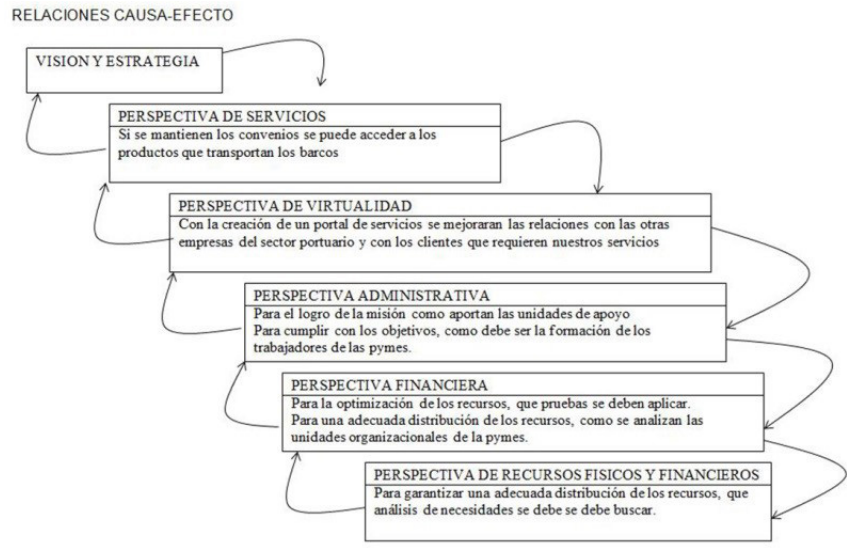 RELACIONES CAUSA-EFECTO
VISION Y ESTRATEGIA
PERSPECTIVA DE SERVICIOS
Si se mantienen los convenios se puede acceder a los
productos que transportan los barcos
PERSPECTIVA DE VIRTUALIDAD
Con la creación de un portal de servicios se mejoraran las relaciones con las otras
empresas del sector portuario y con los clientes que requieren nuestros servicios
PERSPECTIVA ADMINISTRATIVA
Para el logro de la misión como aportan las unidades de apoyo
Para cumplir con los objetivos, como debe ser la formación de los
trabajadores de las pymes.
PERSPECTIVA FINANCIERA
Para la optimización de los recursos, que pruebas se deben aplicar.
Para una adecuada distribución de los recursos, como se analizan las
unidades organizacionales de la pymes.
PERSPECTIVA DE RECURSOS FISICOS Y FINANCIEROS
Para garantizar una adecuada distribución de los recursos, que
análisis de necesidades se debe se debe buscar.